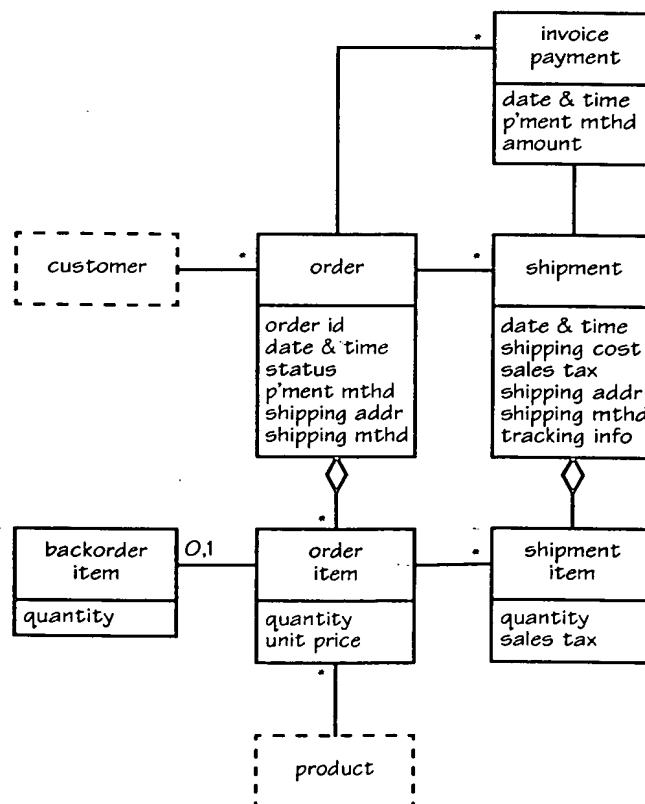 *
invoice
payment
date & time
p'ment mthd
amount
customer
*
order
*
shipment
order id
date & time
status
p'ment mthd
shipping addr
shipping mthd
date & time
shipping cost
sales tax
shipping addr
shipping mthd
tracking info
*
backorder
item
0,1
order
item
*
shipment
item
quantity
quantity
unit price
quantity
sales tax
*
product